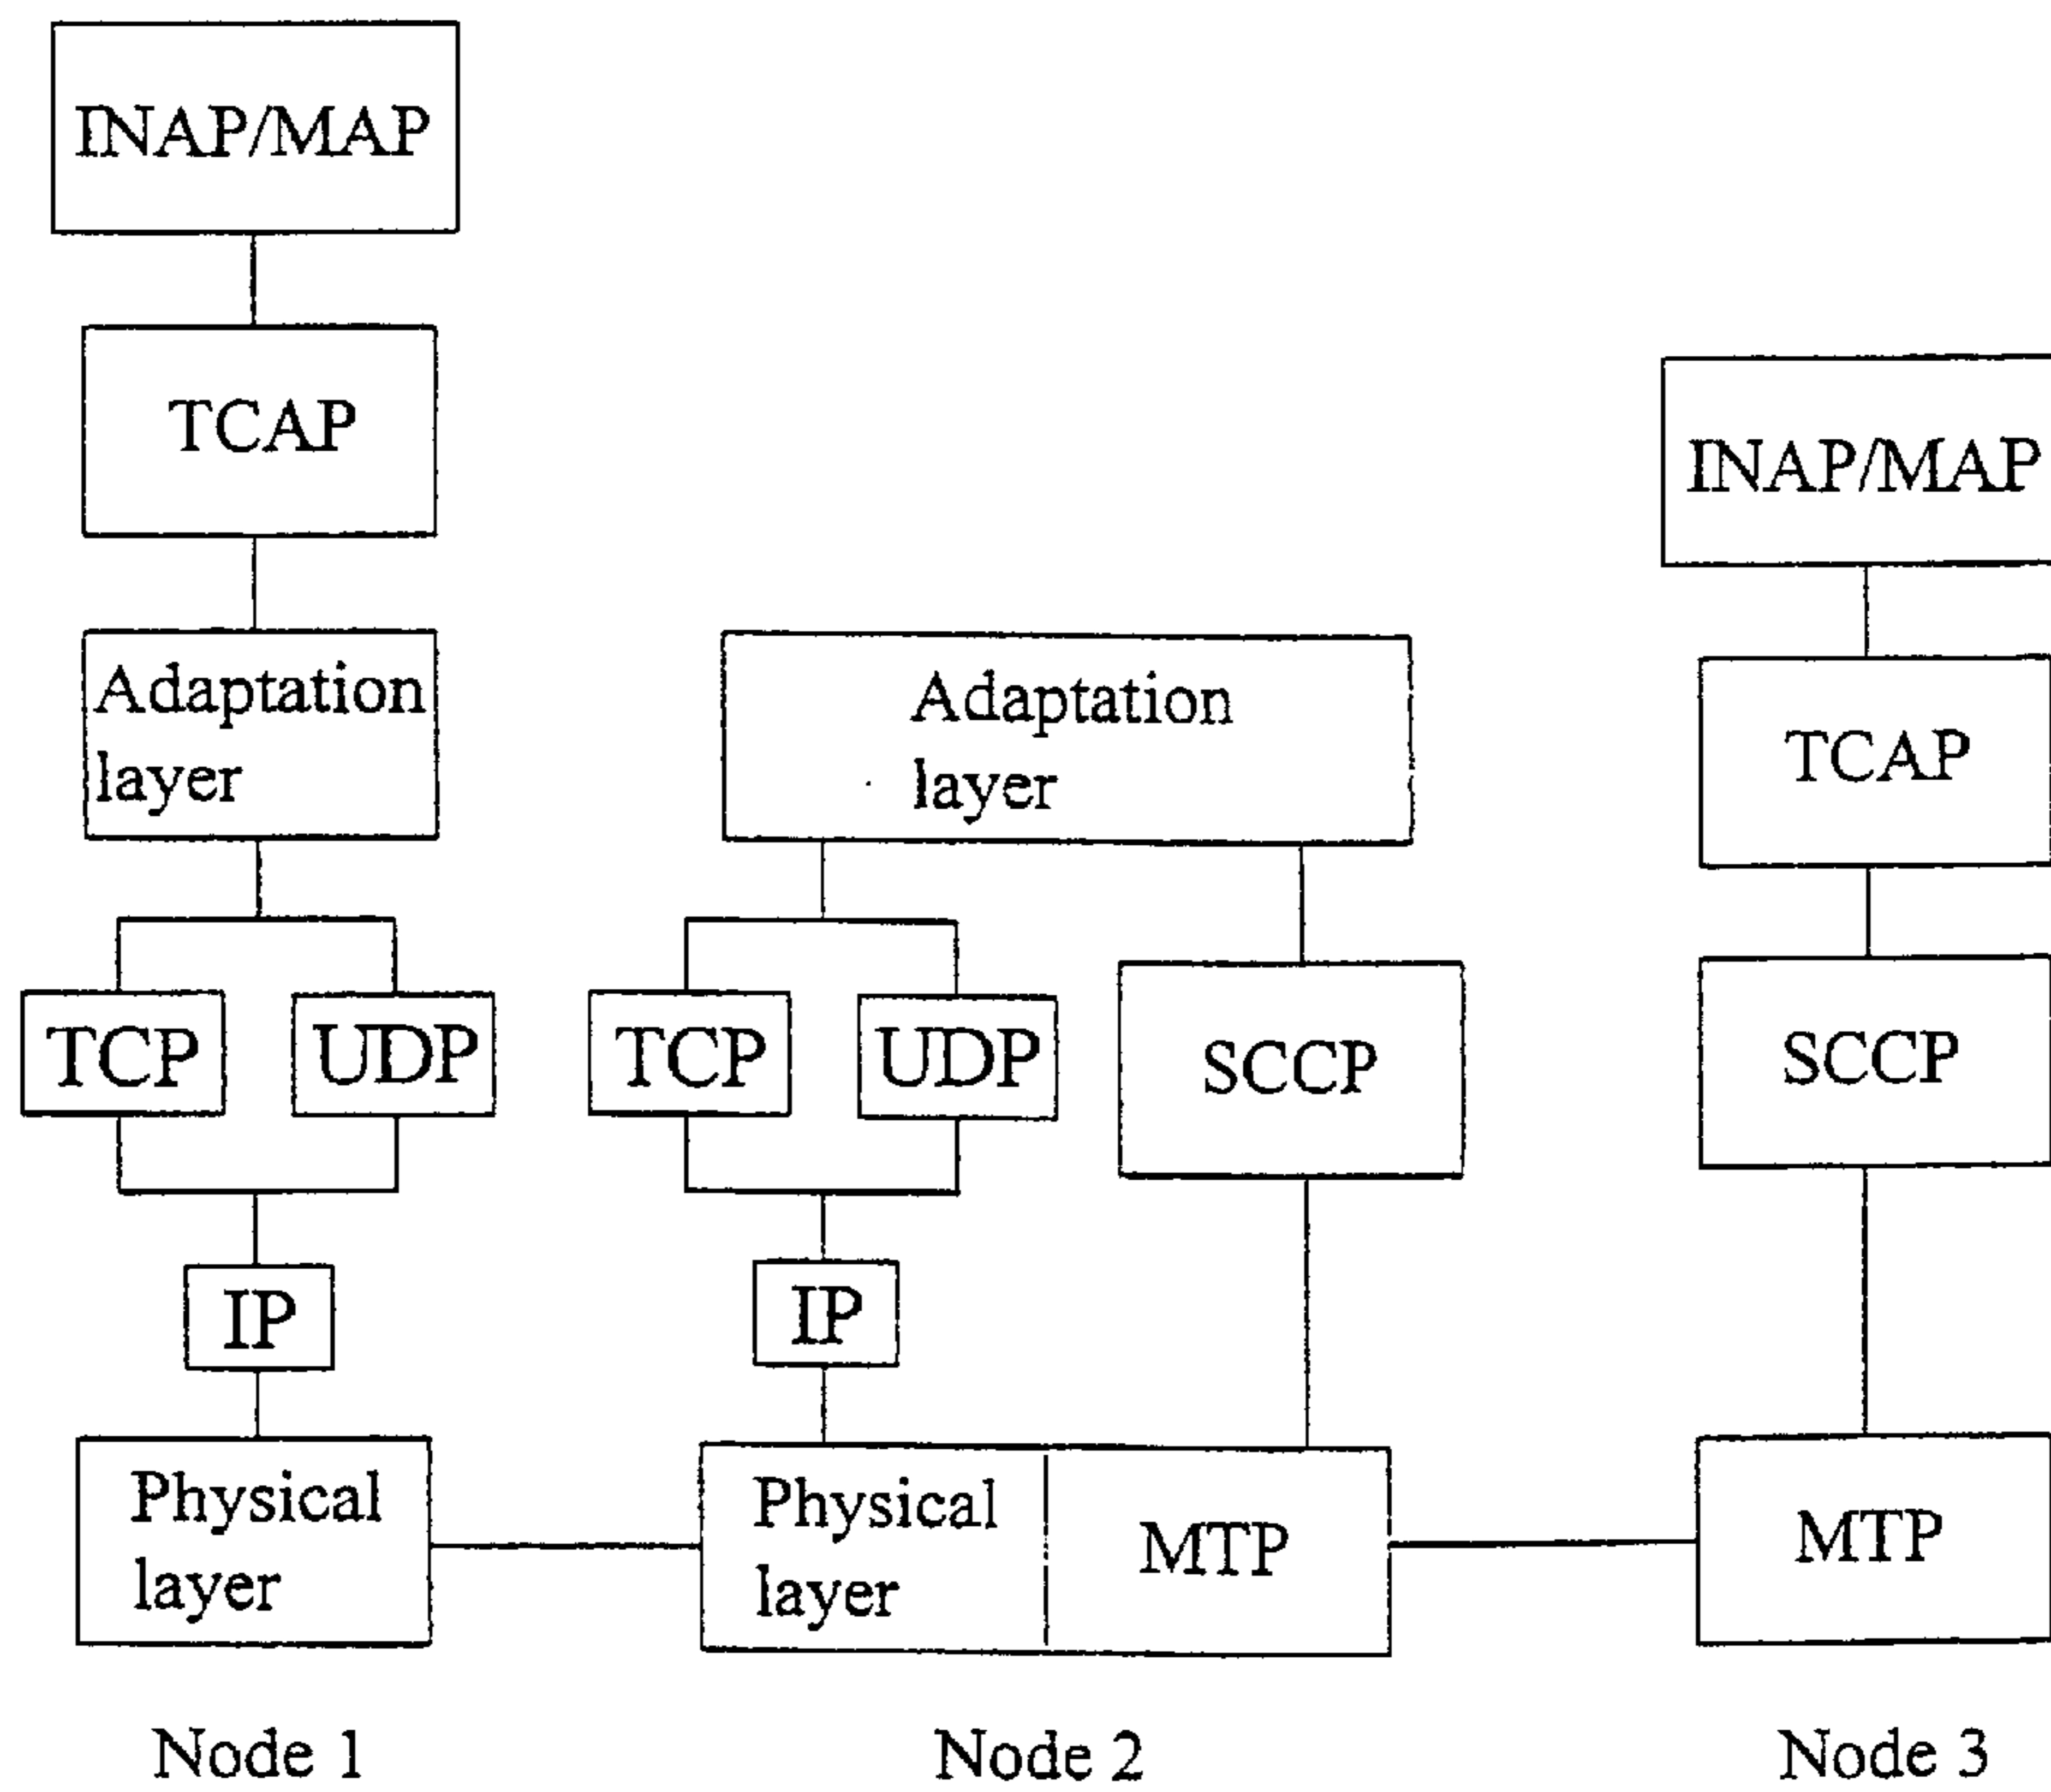 INAP/MAP
TCAP
Adaptation
layer
TCP
UDP
IP
Physical
layer
Node 1
Adaptation
layer
TCP
UDP
SCCP
IP
Physical
layer
MTP
Node 2
INAP/MAP
TCAP
SCCP
MTP
Node 3